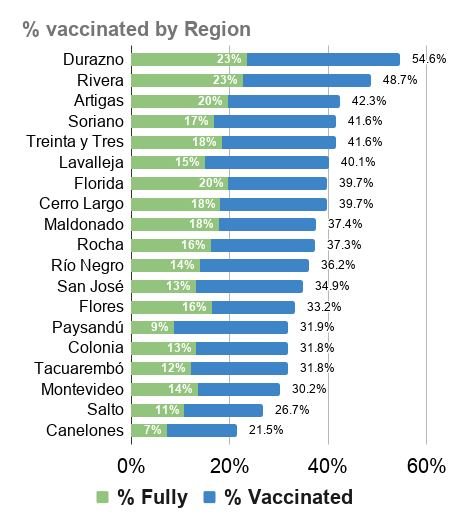 % vaccinated by Region
Durazno 23% 54.6%
Rivera 23% 48.7%
Artigas 20% 42.3%
Soriano 17% 41.6%
Treinta y Tres 18% 41.6%
Lavalleja 15% 40.1%
Florida 20% 39.7%
Cerro Largo 18% 39.7%
Maldonado 18% 37.4%
Rocha 16% 37.3%
Río Negro 14% 36.2%
San José 13% 34.9%
Flores 16% 33.2%
Paysandú 9% 31.9%
Colonia 13% 31.8%
Tacuarembó 12% 31.8%
Montevideo 14% 30.2%
Salto 11% 26.7%
Canelones 7% 21.5%
0% 20% 40% 60%
% Fully % Vaccinated